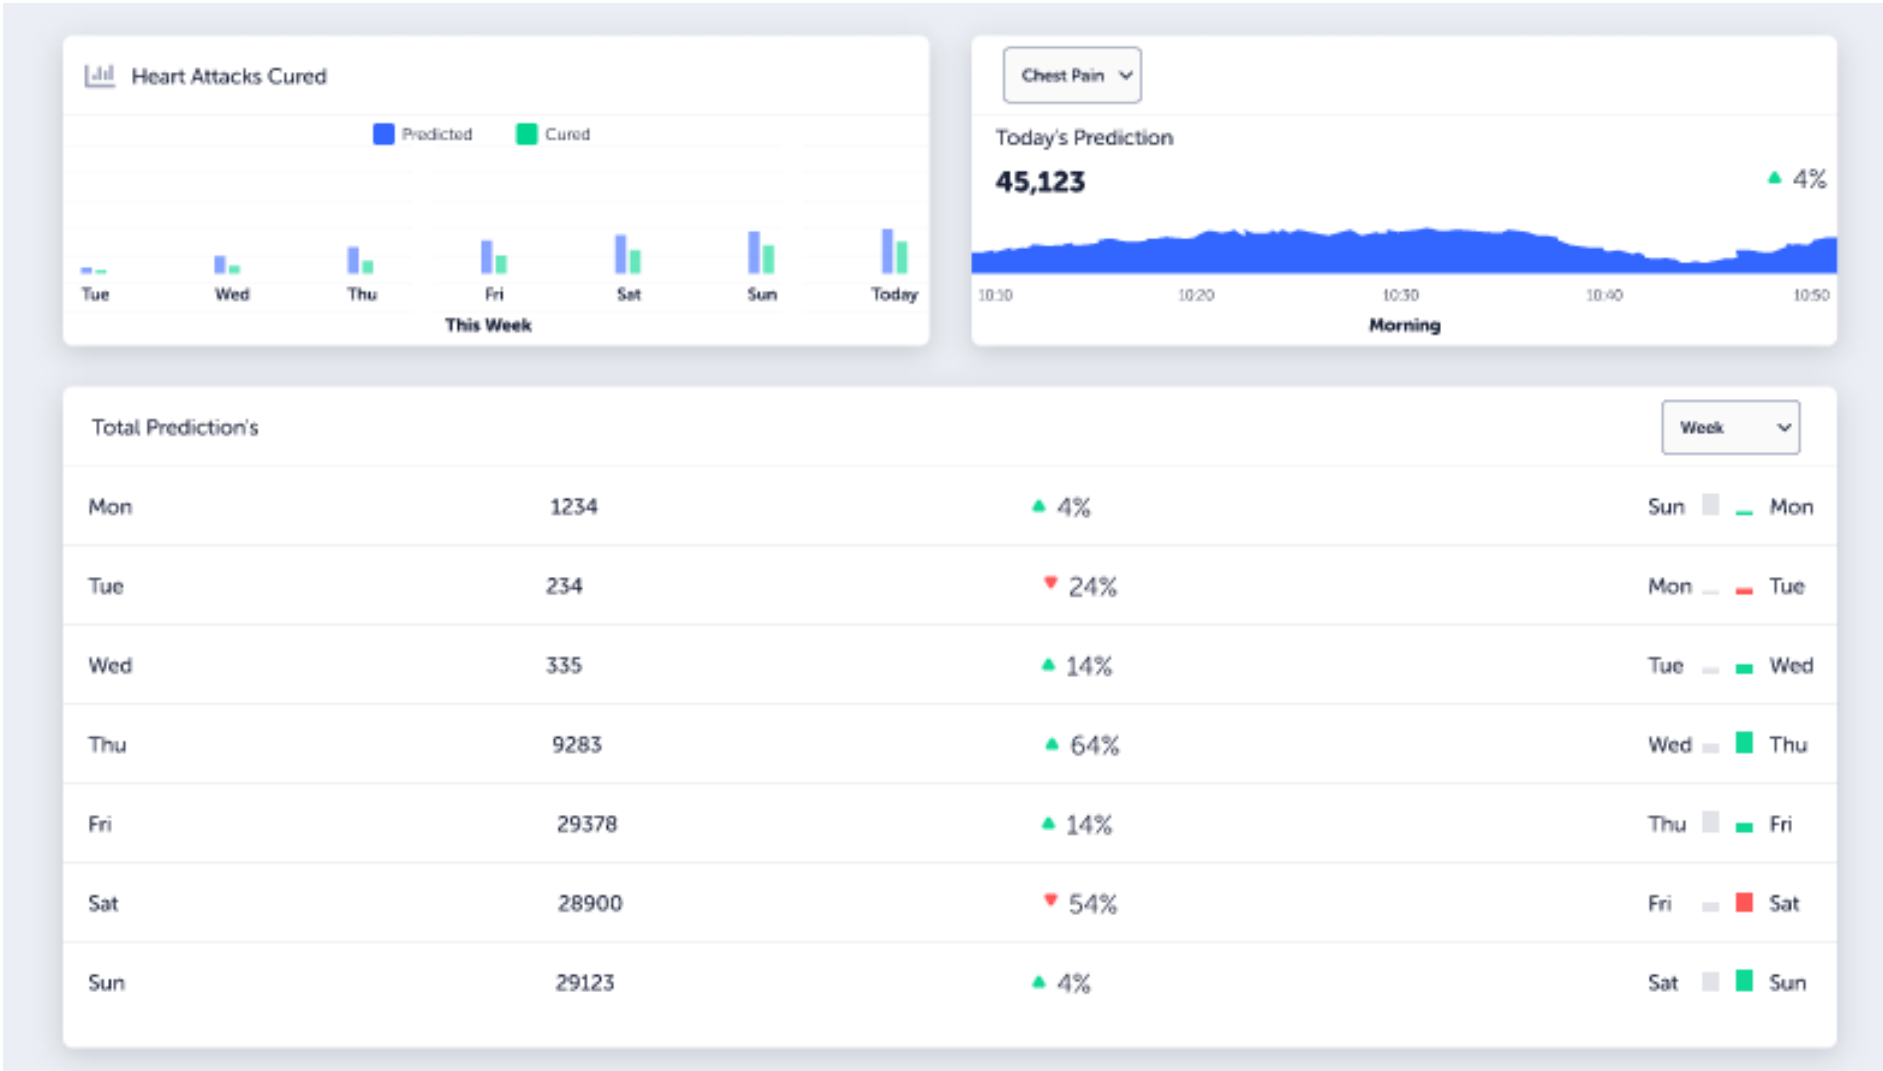 Heart Attacks Cured
Predicted Cured
Tue Wed Thu Fri Sat Sun Today
This Week
Chest Pain
Today's Prediction
45,123 4%
10:10 10:20 10:30 10:40 10:50
Morning
Total Prediction's Week
Mon 1234 4% Sun Mon
Tue 234 24% Mon Tue
Wed 335 14% Tue Wed
Thu 9283 64% Wed Thu
Fri 29378 14% Thu Fri
Sat 28900 54% Fri Sat
Sun 29123 4% Sat Sun